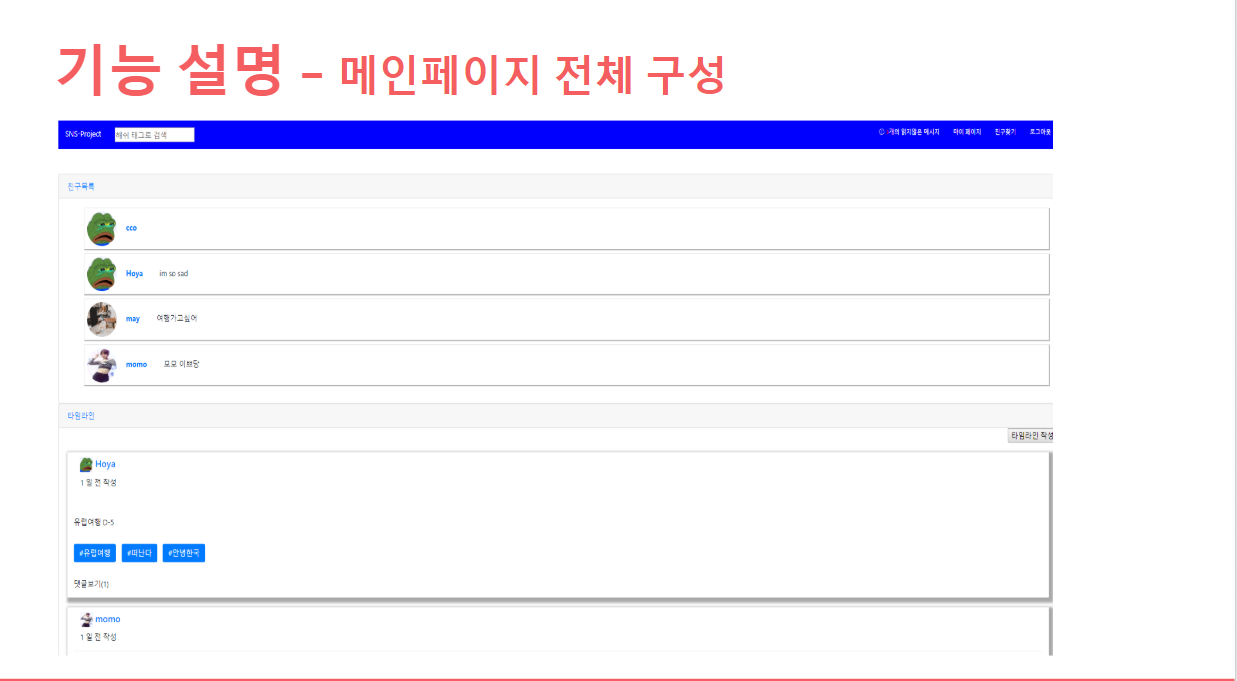 기능 설명 – 메인페이지 전체 구성
SNS-Project 해쉬 태그로 검색 개의 읽지않은 메시지 마이 페이지 친구찾기 로그아웃
친구목록
cco
Hoya im so sad
may 여행가고싶어
momo 모모 이쁘당
타임라인
타임라인 작성
Hoya
1 일 전 작성
유럽여행 D-5
#유럽여행 #떠난다 #안녕한국
댓글보기(1)
momo
1 일 전 작성